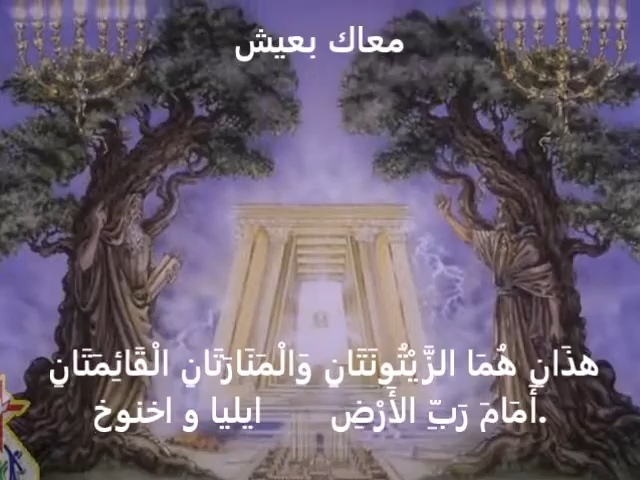 معاك بعيش
هذَانِ هُمَا الزَّيْتُونَتَانِ وَالْمَنَارَتَانِ الْقَائِمَتَانِ
أَمَامَ رَبِّ الأَرْضِ. ايليا و اخنوخ